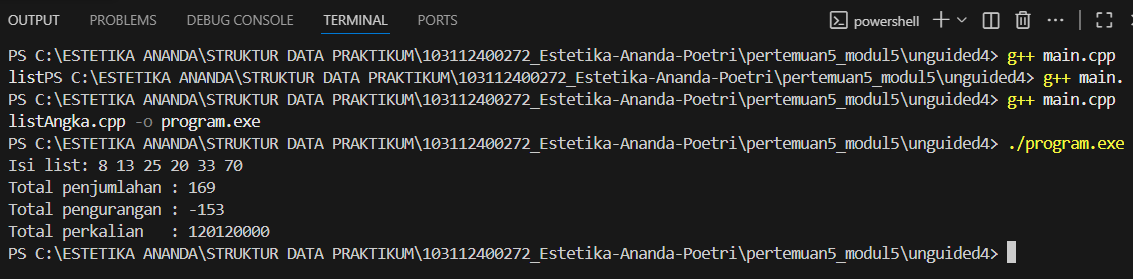 OUTPUT PROBLEMS DEBUG CONSOLE TERMINAL PORTS powershell
PS C:\ESTETIKA ANANDA\STRUKTUR DATA PRAKTIKUM\103112400272_Estetika-Ananda-Poetri\pertemuan5_modul5\unguided4> g++ main.cpp
listPS C:\ESTETIKA ANANDA\STRUKTUR DATA PRAKTIKUM\103112400272_Estetika-Ananda-Poetri\pertemuan5_modul5\unguided4> g++ main.
PS C:\ESTETIKA ANANDA\STRUKTUR DATA PRAKTIKUM\103112400272_Estetika-Ananda-Poetri\pertemuan5_modul5\unguided4> g++ main.cpp
listAngka.cpp -o program.exe
PS C:\ESTETIKA ANANDA\STRUKTUR DATA PRAKTIKUM\103112400272_Estetika-Ananda-Poetri\pertemuan5_modul5\unguided4> ./program.exe
Isi list: 8 13 25 20 33 70
Total penjumlahan : 169
Total pengurangan : -153
Total perkalian   : 120120000
PS C:\ESTETIKA ANANDA\STRUKTUR DATA PRAKTIKUM\103112400272_Estetika-Ananda-Poetri\pertemuan5_modul5\unguided4>